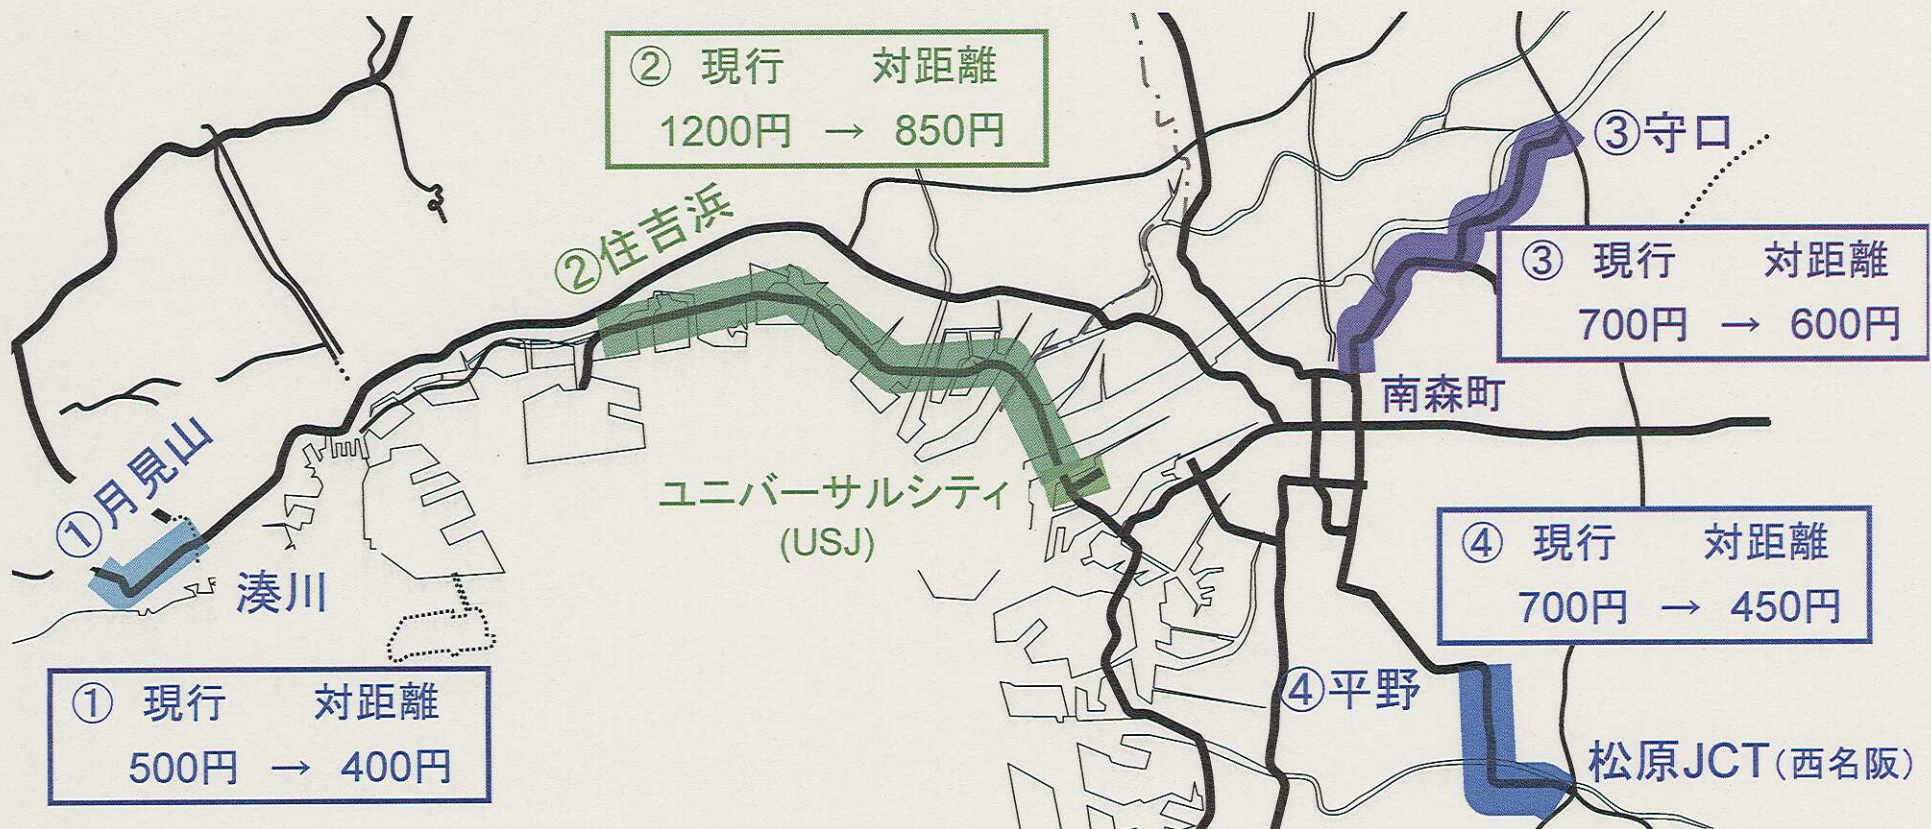 ② 現行 対距離
1200円 → 850円
③守口
②住吉浜
③ 現行 対距離
700円 → 600円
南森町
①月見山
ユニバーサルシティ
(USJ)
湊川
④ 現行 対距離
700円 → 450円
① 現行 対距離
500円 → 400円
④平野
松原JCT(西名阪)